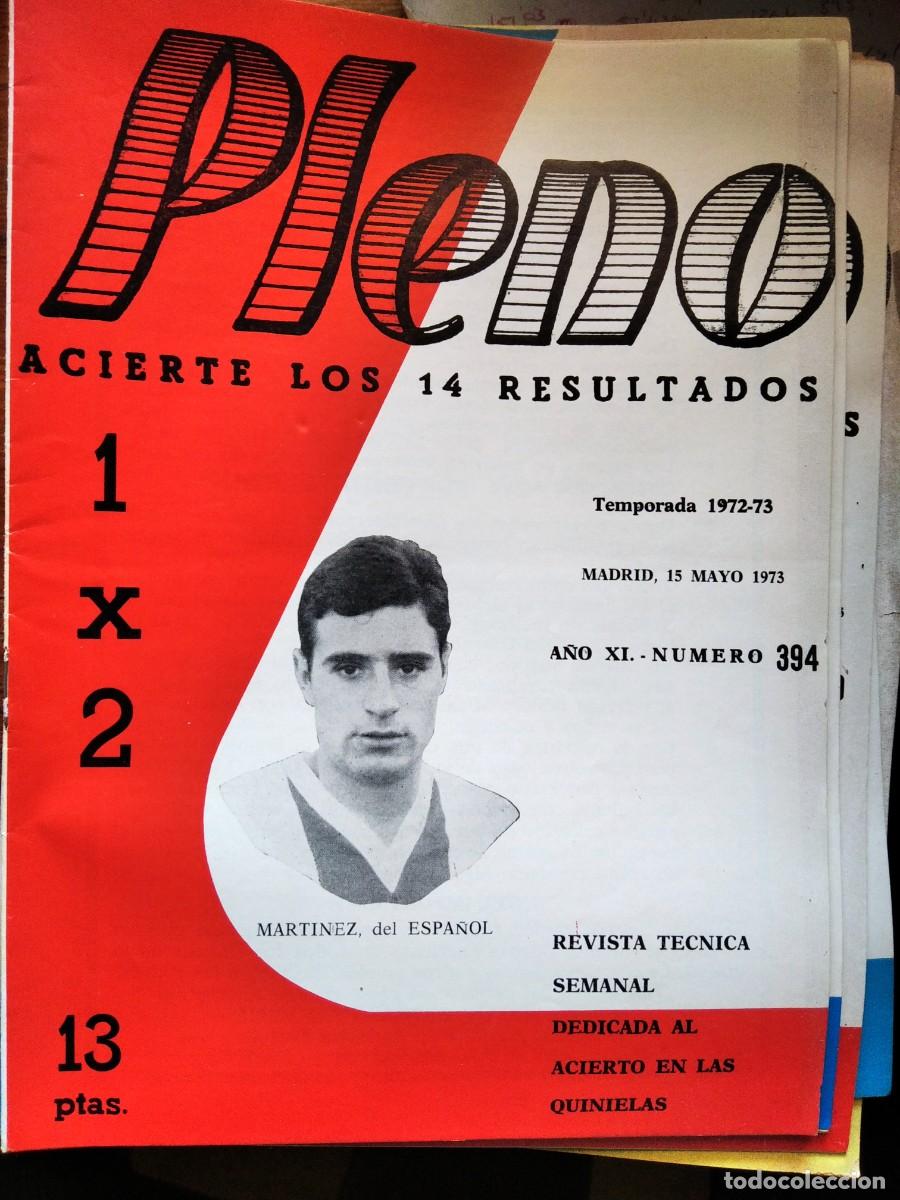 Pleno
ACIERTE LOS 14 RESULTADOS
S
1
x
2
Temporada 1972-73
MADRID, 15 MAYO 1973
AÑO XI. - NUMERO 394
MARTINEZ, del ESPAÑOL
REVISTA TECNICA
SEMANAL
DEDICADA AL
ACIERTO EN LAS
QUINIELAS
13
ptas.
todocoleccion